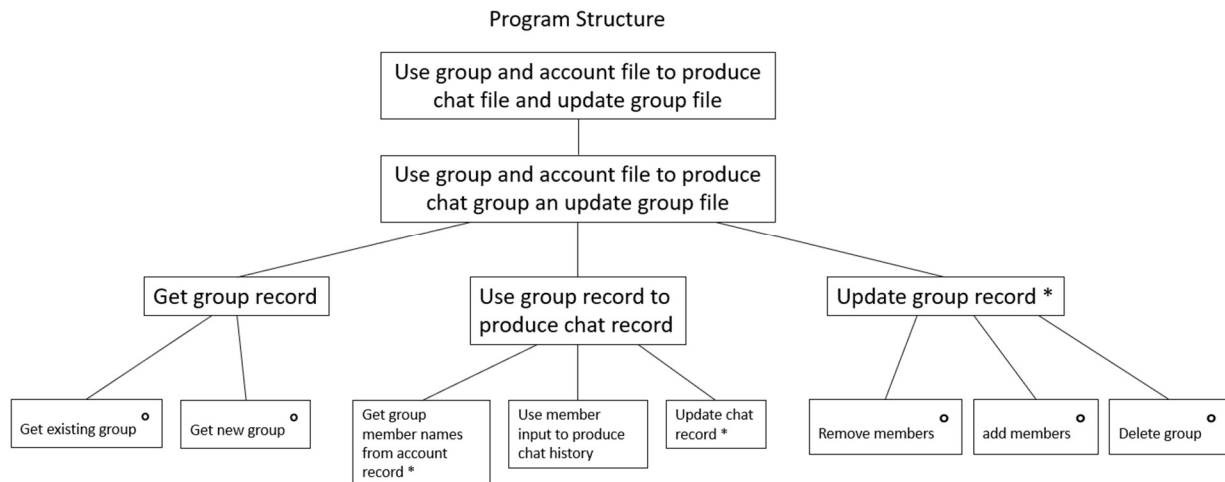 Program Structure
Use group and account file to produce
chat file and update group file
Use group and account file to produce
chat group an update group file
Get group record
Use group record to
produce chat record
Update group record *
Get existing group
Get new group
Get group
member names
from account
record *
Use member
input to produce
chat history
Update chat
record *
Remove members
add members
Delete group